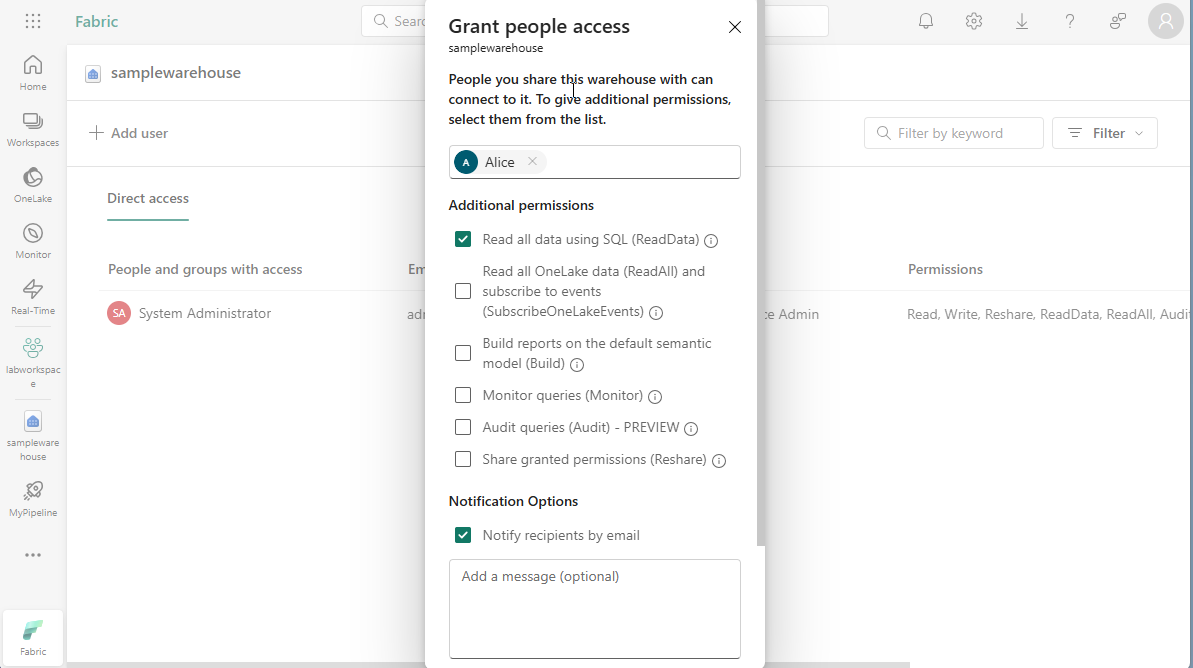 Fabric
Searc
Home
Workspaces
OneLake
Monitor
Real-Time
labworkspac
e
sampleware
house
MyPipeline
Fabric
samplewarehouse
Add user
Filter by keyword
Filter
Direct access
People and groups with access
Em
Permissions
SA
System Administrator
adr
ce Admin
Read, Write, Reshare, ReadData, ReadAll, Audit
Grant people access
samplewarehouse
People you share this warehouse with can
connect to it. To give additional permissions,
select them from the list.
A Alice
Additional permissions
Read all data using SQL (ReadData)
Read all OneLake data (ReadAll) and
subscribe to events
(SubscribeOneLakeEvents)
Build reports on the default semantic
model (Build)
Monitor queries (Monitor)
Audit queries (Audit) - PREVIEW
Share granted permissions (Reshare)
Notification Options
Notify recipients by email
Add a message (optional)